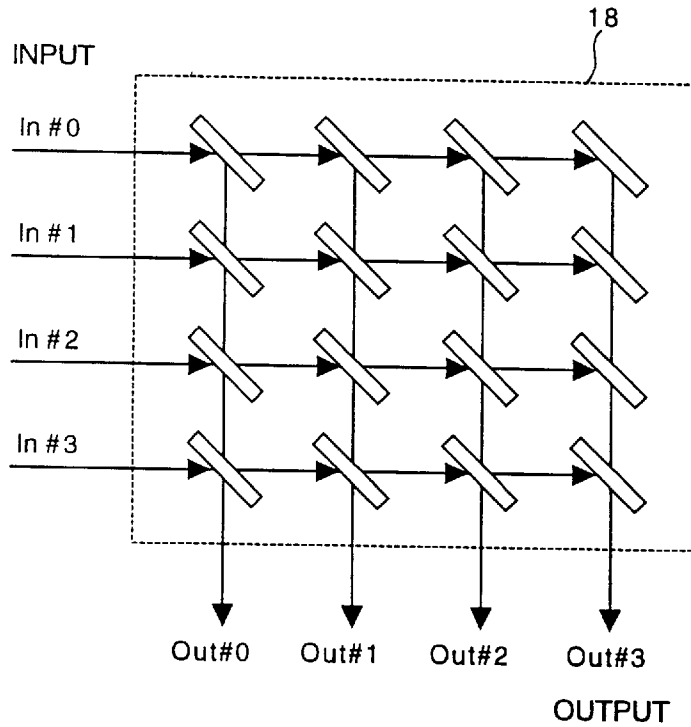 18
INPUT
In #0
In #1
In #2
In #3
Out#0 Out#1 Out#2 Out#3
OUTPUT